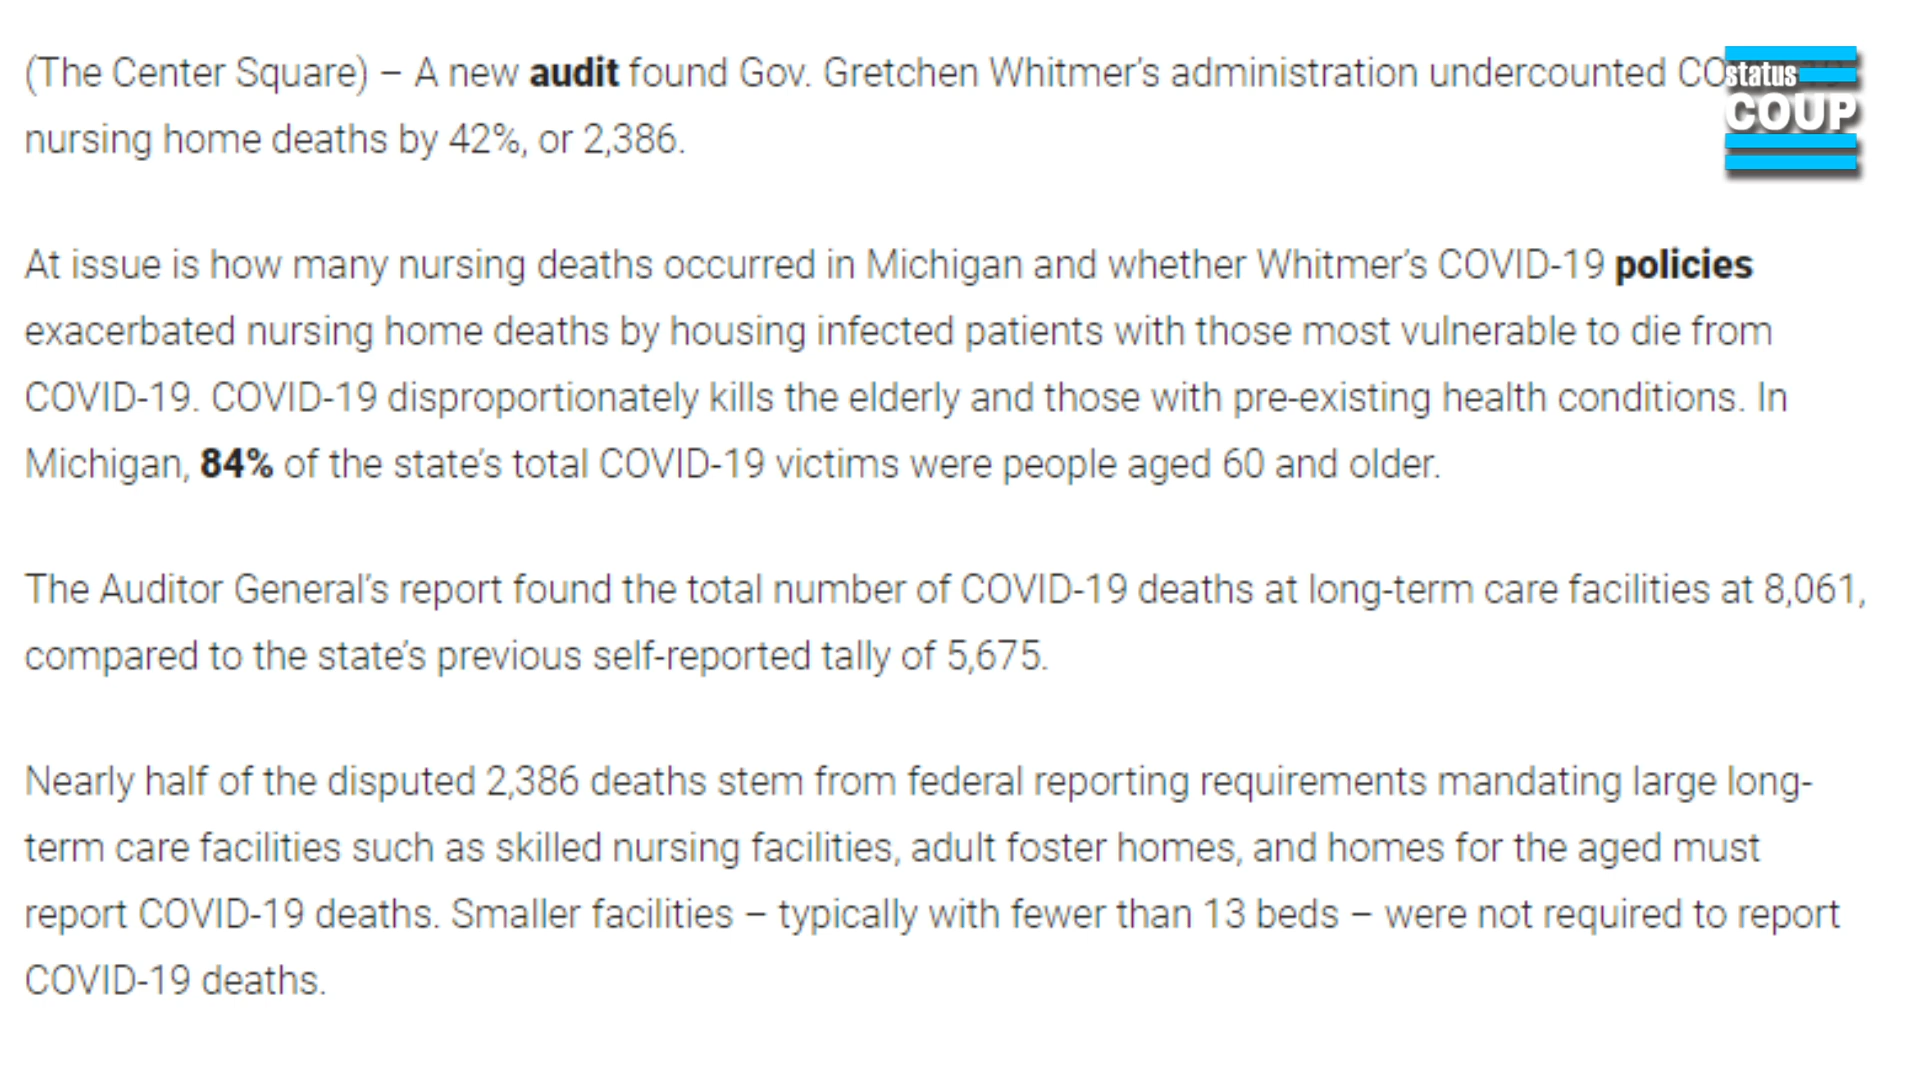 (The Center Square) – A new audit found Gov. Gretchen Whitmer's administration undercounted CO
nursing home deaths by 42%, or 2,386.
status
COUP
At issue is how many nursing deaths occurred in Michigan and whether Whitmer's COVID-19 policies
exacerbated nursing home deaths by housing infected patients with those most vulnerable to die from
COVID-19. COVID-19 disproportionately kills the elderly and those with pre-existing health conditions. In
Michigan, 84% of the state's total COVID-19 victims were people aged 60 and older.
The Auditor General's report found the total number of COVID-19 deaths at long-term care facilities at 8,061,
compared to the state's previous self-reported tally of 5,675.
Nearly half of the disputed 2,386 deaths stem from federal reporting requirements mandating large long-
term care facilities such as skilled nursing facilities, adult foster homes, and homes for the aged must
report COVID-19 deaths. Smaller facilities – typically with fewer than 13 beds – were not required to report
COVID-19 deaths.